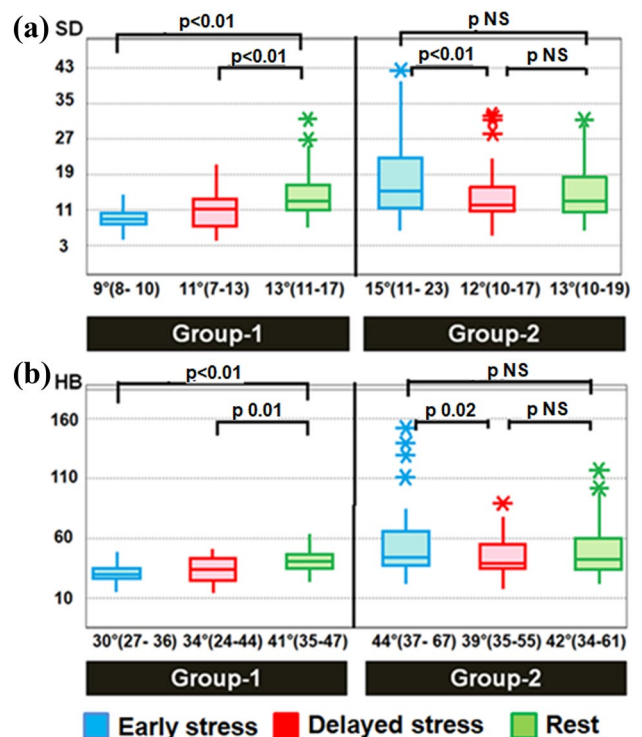 (a) SD
p<0.01
p NS
p<0.01
p<0.01
p NS
43
35
27
19
11
3
9°(8- 10) 11°(7-13) 13°(11-17) 15°(11- 23) 12°(10-17) 13°(10-19)
Group-1 Group-2
(b) HB
p<0.01
p NS
p 0.01
p 0.02
p NS
160
110
60
10
30°(27- 36) 34°(24-44) 41°(35-47) 44°(37- 67) 39°(35-55) 42°(34-61)
Group-1 Group-2
Early stress Delayed stress Rest